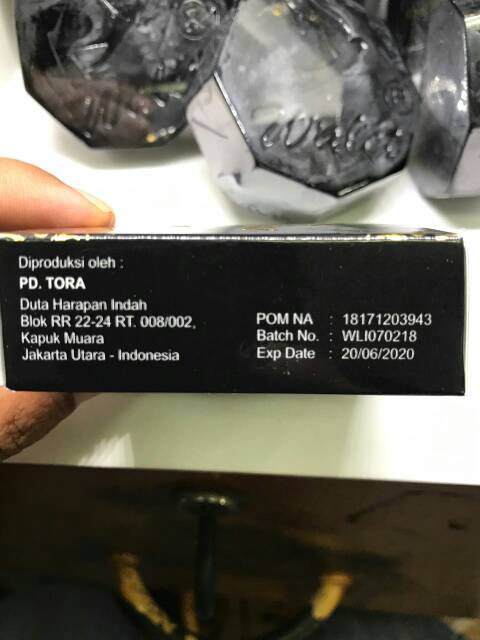 Diproduksi oleh :
PD. TORA
Duta Harapan Indah
Blok RR 22-24 RT. 008/002,
Kapuk Muara
Jakarta Utara - Indonesia
POM NA : 18171203943
Batch No. : WLI070218
Exp Date : 20/06/2020